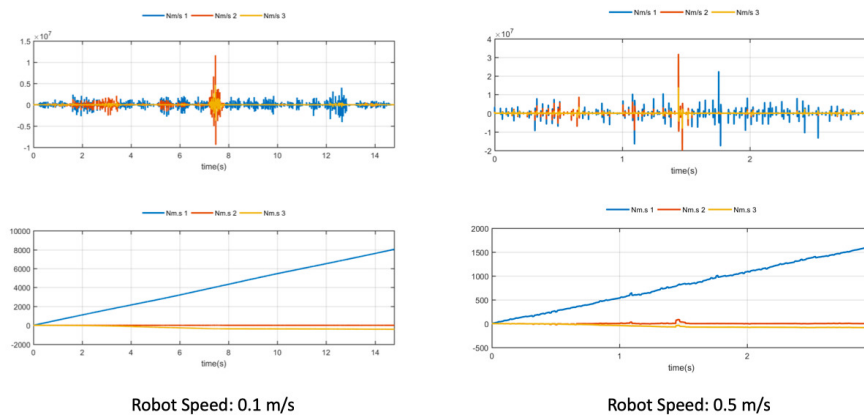 Nm/s 1 Nm/s 2 Nm/s 3
×10⁷
1.5
1
0.5
0
-0.5
-1
0 2 4 6 8 10 12 14
time(s)
Nm/s 1 Nm/s 2 Nm/s 3
×10⁷
4
3
2
1
0
-1
-2
0 1 2
time(s)
Nm.s 1 Nm.s 2 Nm.s 3
10000
8000
6000
4000
2000
0
-2000
0 2 4 6 8 10 12 14
time(s)
Nm.s 1 Nm.s 2 Nm.s 3
2000
1500
1000
500
0
-500
0 1 2
time(s)
Robot Speed: 0.1 m/s
Robot Speed: 0.5 m/s